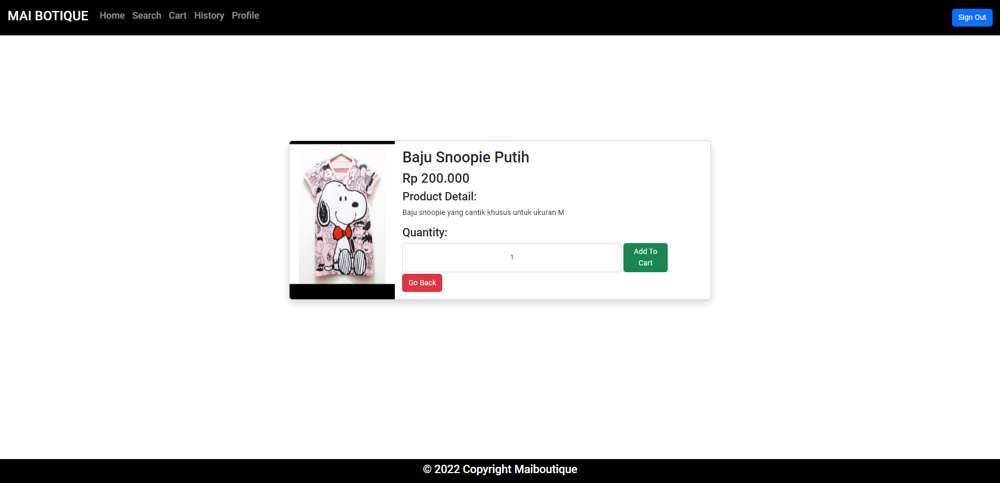 MAI BOTIQUE Home Search Cart History Profile Sign Out
Baju Snoopie Putih
Rp 200.000
Product Detail:
Baju snoopie yang cantik khusus untuk ukuran M
Quantity:
1
Add To
Cart
Go Back
© 2022 Copyright Maiboutique